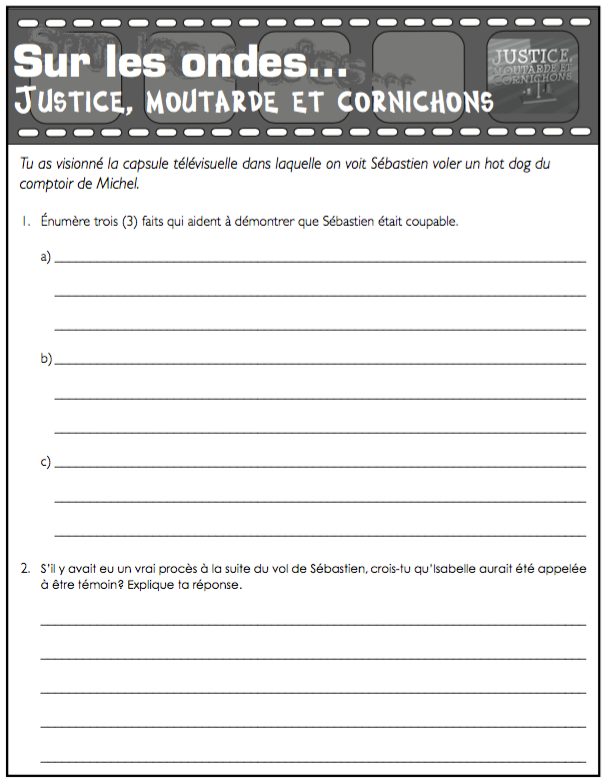 Sur les ondes...
JUSTICE, MOUTARDE ET CORNICHONS
JUSTICE,
MOUTARDE ET
CORNICHONS
Tu as visionné la capsule télévisuelle dans laquelle on voit Sébastien voler un hot dog du
comptoir de Michel.
1. Énumère trois (3) faits qui aident à démontrer que Sébastien était coupable.
a)
b)
c)
2. S'il y avait eu un vrai procès à la suite du vol de Sébastien, crois-tu qu'Isabelle aurait été appelée
à être témoin? Explique ta réponse.